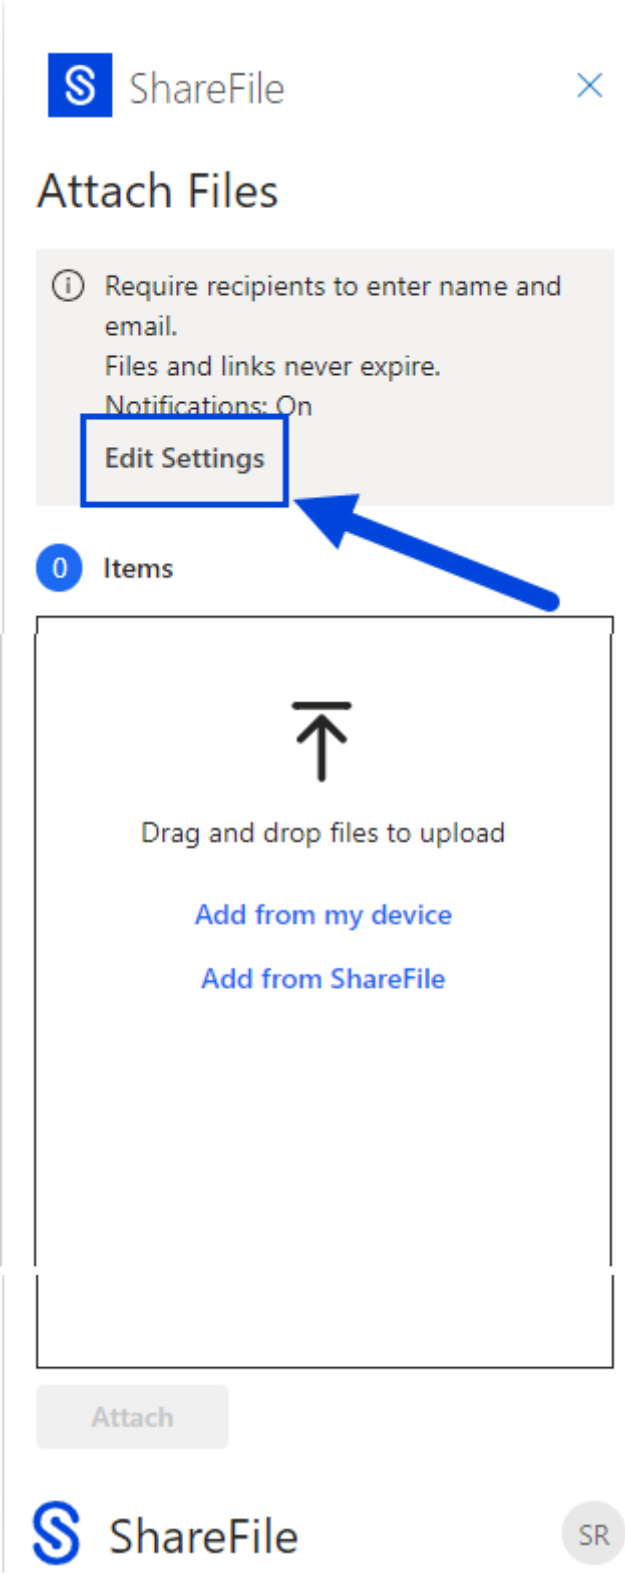 ShareFile
Attach Files
Require recipients to enter name and
email.
Files and links never expire.
Notifications: On
Edit Settings
0 Items
Drag and drop files to upload
Add from my device
Add from ShareFile
Attach
ShareFile
SR